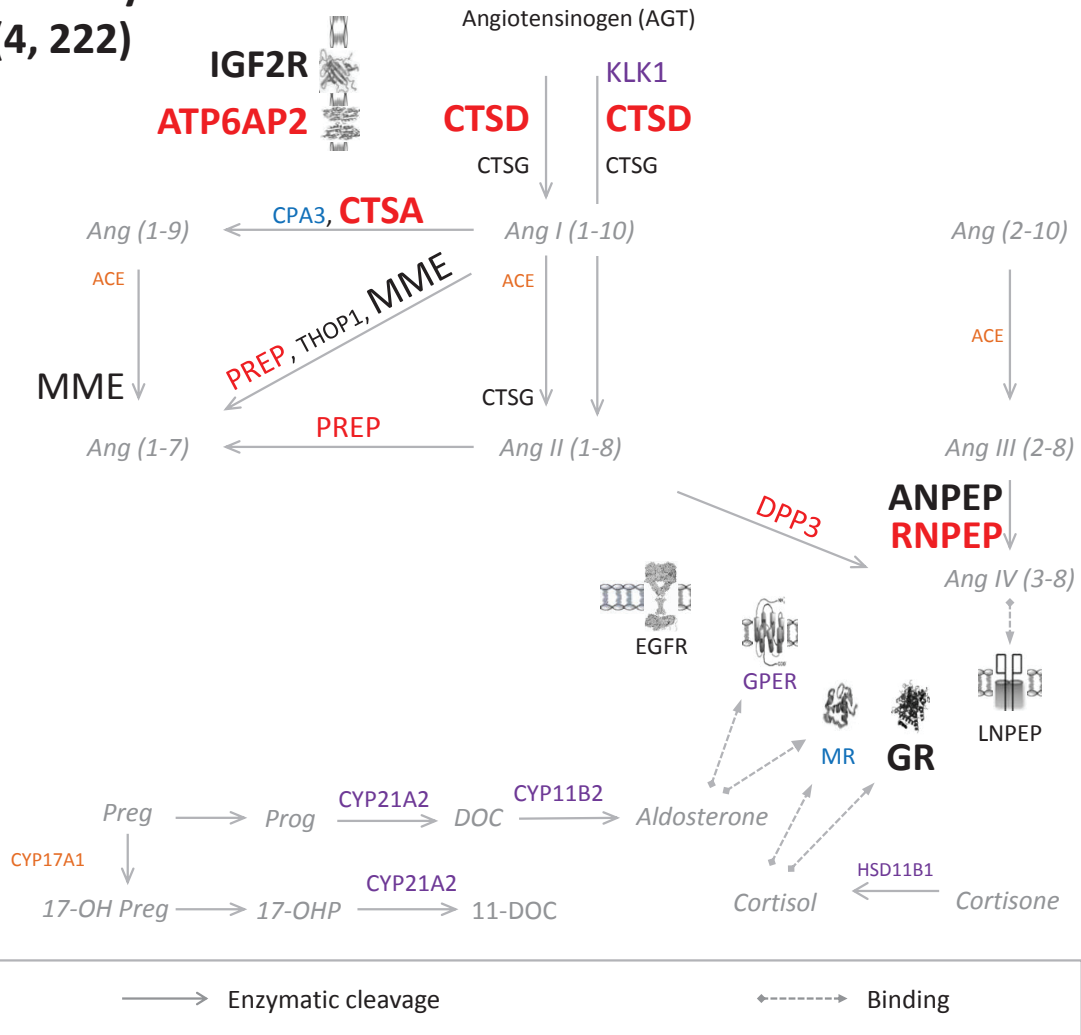 (4, 222)
Angiotensinogen (AGT)
IGF2R
ATP6AP2
KLK1
CTSD
CTSD
CTSG
CTSG
Ang (1-9)
CPA3, CTSA
Ang I (1-10)
Ang (2-10)
ACE
ACE
ACE
PREP, THOP1, MME
MME
CTSG
Ang (1-7)
PREP
Ang II (1-8)
Ang III (2-8)
DPP3
ANPEP
RNPEP
Ang IV (3-8)
EGFR
GPER
MR
GR
LNPEP
Preg
Prog
CYP21A2
DOC
CYP11B2
Aldosterone
CYP17A1
17-OH Preg
17-OHP
CYP21A2
11-DOC
Cortisol
HSD11B1
Cortisone
Enzymatic cleavage
Binding